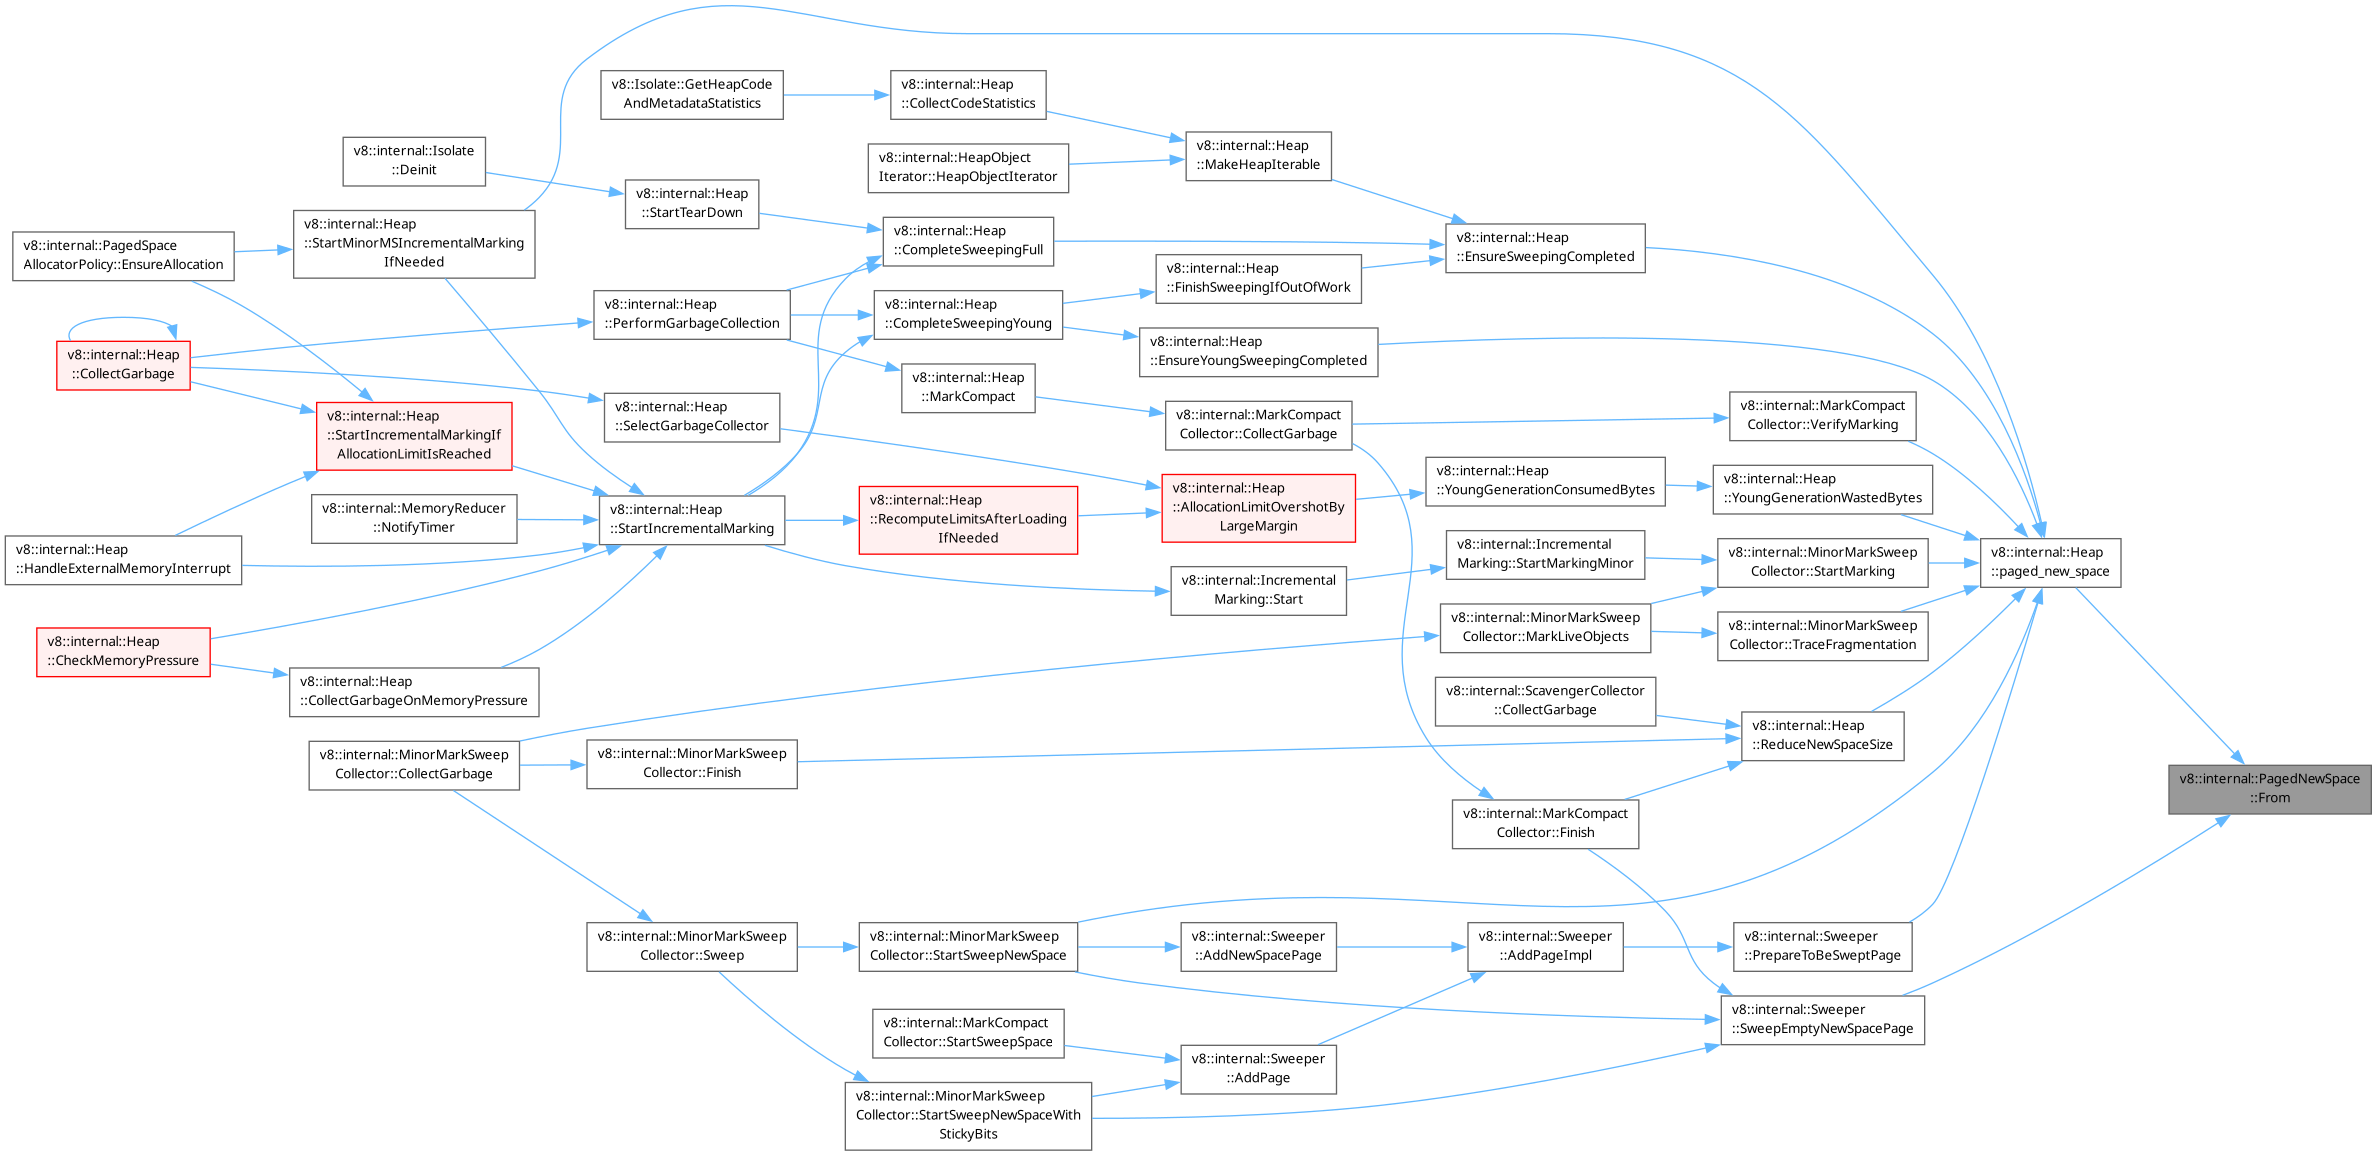 v8::Isolate::GetHeapCode
AndMetadataStatistics
v8::internal::Heap
::CollectCodeStatistics
v8::internal::Isolate
::Deinit
v8::internal::HeapObject
Iterator::HeapObjectIterator
v8::internal::Heap
::MakeHeapIterable
v8::internal::Heap
::StartTearDown
v8::internal::PagedSpace
AllocatorPolicy::EnsureAllocation
v8::internal::Heap
::StartMinorMSIncrementalMarking
IfNeeded
v8::internal::Heap
::CompleteSweepingFull
v8::internal::Heap
::EnsureSweepingCompleted
v8::internal::Heap
::FinishSweepingIfOutOfWork
v8::internal::Heap
::PerformGarbageCollection
v8::internal::Heap
::CompleteSweepingYoung
v8::internal::Heap
::EnsureYoungSweepingCompleted
v8::internal::Heap
::CollectGarbage
v8::internal::Heap
::MarkCompact
v8::internal::Heap
::StartIncrementalMarkingIf
AllocationLimitIsReached
v8::internal::Heap
::SelectGarbageCollector
v8::internal::MarkCompact
Collector::CollectGarbage
v8::internal::MarkCompact
Collector::VerifyMarking
v8::internal::MemoryReducer
::NotifyTimer
v8::internal::Heap
::StartIncrementalMarking
v8::internal::Heap
::RecomputeLimitsAfterLoading
IfNeeded
v8::internal::Heap
::AllocationLimitOvershotBy
LargeMargin
v8::internal::Heap
::YoungGenerationConsumedBytes
v8::internal::Heap
::YoungGenerationWastedBytes
v8::internal::Heap
::HandleExternalMemoryInterrupt
v8::internal::Incremental
Marking::Start
v8::internal::Incremental
Marking::StartMarkingMinor
v8::internal::MinorMarkSweep
Collector::StartMarking
v8::internal::Heap
::paged_new_space
v8::internal::Heap
::CheckMemoryPressure
v8::internal::Heap
::CollectGarbageOnMemoryPressure
v8::internal::MinorMarkSweep
Collector::MarkLiveObjects
v8::internal::MinorMarkSweep
Collector::TraceFragmentation
v8::internal::ScavengerCollector
::CollectGarbage
v8::internal::Heap
::ReduceNewSpaceSize
v8::internal::MinorMarkSweep
Collector::CollectGarbage
v8::internal::MinorMarkSweep
Collector::Finish
v8::internal::MarkCompact
Collector::Finish
v8::internal::PagedNewSpace
::From
v8::internal::MinorMarkSweep
Collector::Sweep
v8::internal::MinorMarkSweep
Collector::StartSweepNewSpace
v8::internal::Sweeper
::AddNewSpacePage
v8::internal::Sweeper
::AddPageImpl
v8::internal::Sweeper
::PrepareToBeSweptPage
v8::internal::MarkCompact
Collector::StartSweepSpace
v8::internal::Sweeper
::AddPage
v8::internal::Sweeper
::SweepEmptyNewSpacePage
v8::internal::MinorMarkSweep
Collector::StartSweepNewSpaceWith
StickyBits